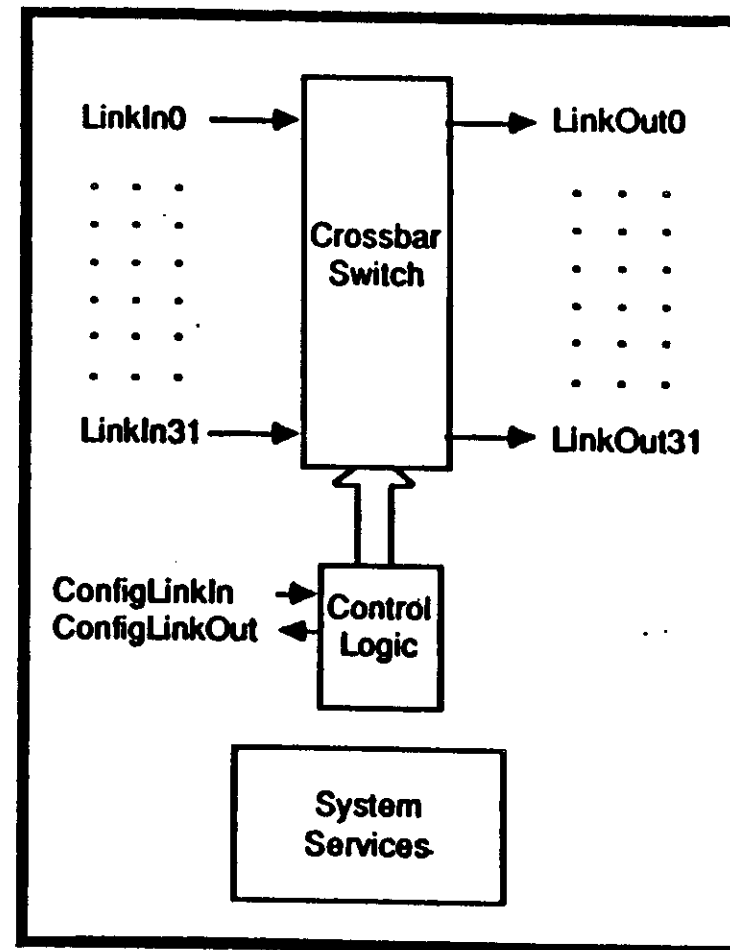 LinkIn0
LinkOut0
Crossbar
Switch
LinkIn31
LinkOut31
ConfigLinkIn
ConfigLinkOut
Control
Logic
System
Services